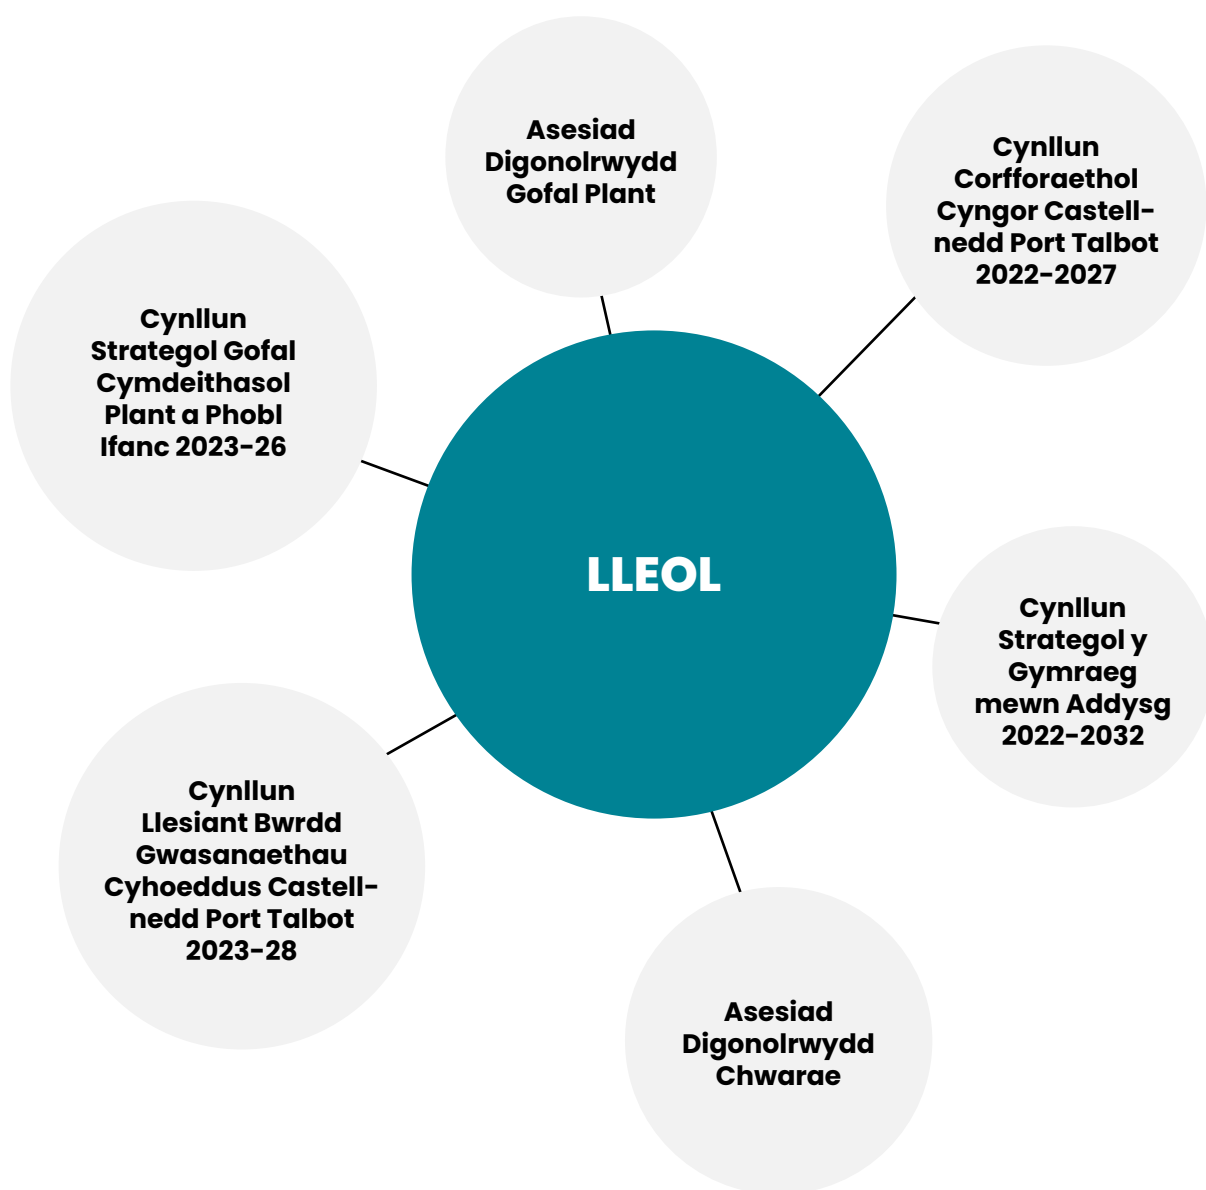 Asesiad
Digonolrwydd
Gofal Plant
Cynllun
Corfforaethol
Cyngor Castell-
nedd Port Talbot
2022-2027
Cynllun
Strategol Gofal
Cymdeithasol
Plant a Phobl
Ifanc 2023-26
LLEOL
Cynllun
Strategol y
Gymraeg
mewn Addysg
2022-2032
Cynllun
Llesiant Bwrdd
Gwasanaethau
Cyhoeddus Castell-
nedd Port Talbot
2023-28
Asesiad
Digonolrwydd
Chwarae